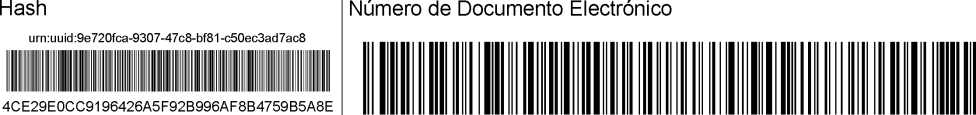 Hash
urn:uuid:9e720fca-9307-47c8-bf81-c50ec3ad7ac8
4CE29E0CC9196426A5F92B996AF8B4759B5A8E
Número de Documento Electrónico